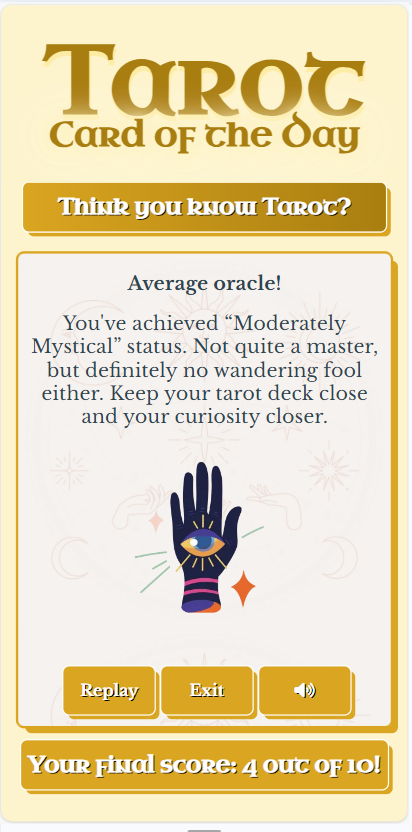 Tarot
Card of the Day
Think you know Tarot?
Average oracle!
You've achieved “Moderately
Mystical” status. Not quite a master,
but definitely no wandering fool
either. Keep your tarot deck close
and your curiosity closer.
Replay
Exit
Your final score: 4 out of 10!